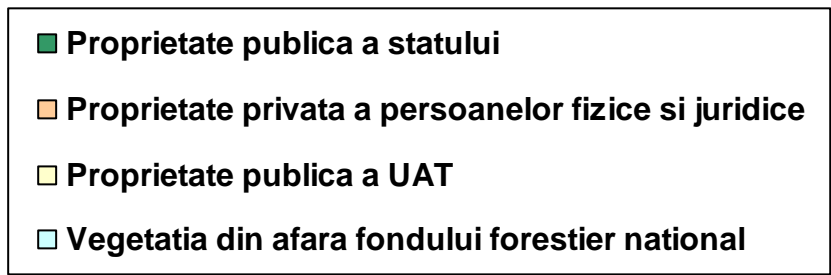 Proprietate publica a statului
Proprietate privata a persoanelor fizice si juridice
Proprietate publica a UAT
Vegetatia din afara fondului forestier national